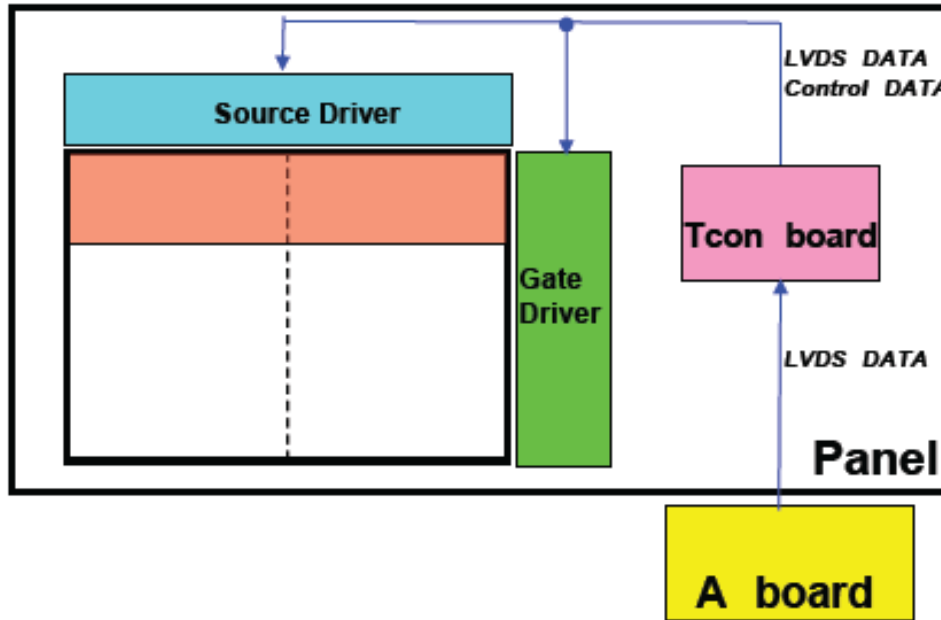 LVDS DATA
Control DATA
Source Driver
Tcon board
Gate
Driver
LVDS DATA
Panel
A board